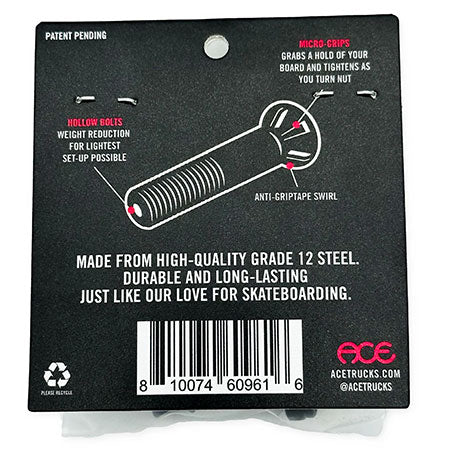 PATENT PENDING
MICRO-GRIPS
GRABS A HOLD OF YOUR
BOARD AND TIGHTENS AS
YOU TURN NUT
HOLLOW BOLTS
WEIGHT REDUCTION
FOR LIGHTEST
SET-UP POSSIBLE
ANTI-GRIPTAPE SWIRL
MADE FROM HIGH-QUALITY GRADE 12 STEEL.
DURABLE AND LONG-LASTING
JUST LIKE OUR LOVE FOR SKATEBOARDING.
8 10074 60961 6
PLEASE RECYCLE
ACE
ACETRUCKS.COM
@ACETRUCKS